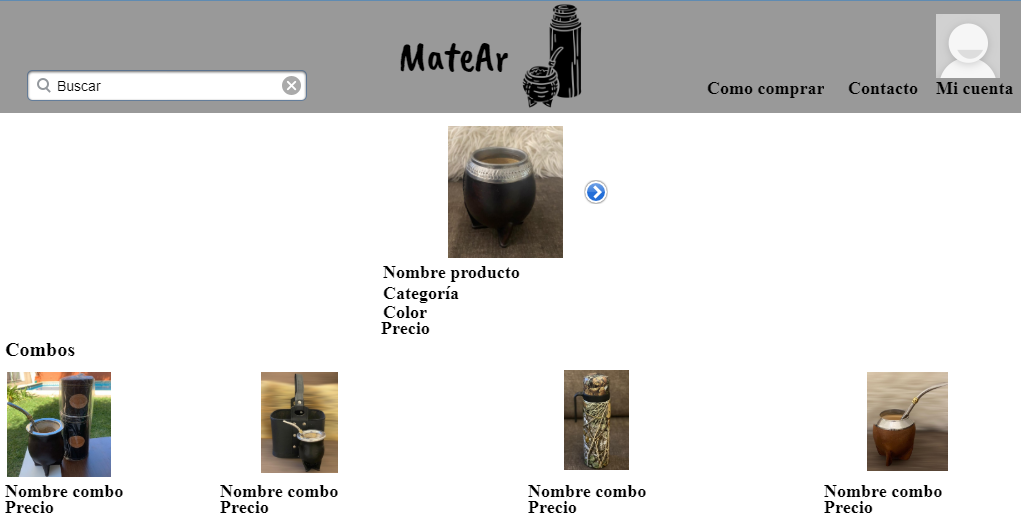 MateAr
Buscar
Como comprar
Contacto
Mi cuenta
Nombre producto
Categoría
Color
Precio
Combos
Nombre combo
Precio
Nombre combo
Precio
Nombre combo
Precio
Nombre combo
Precio